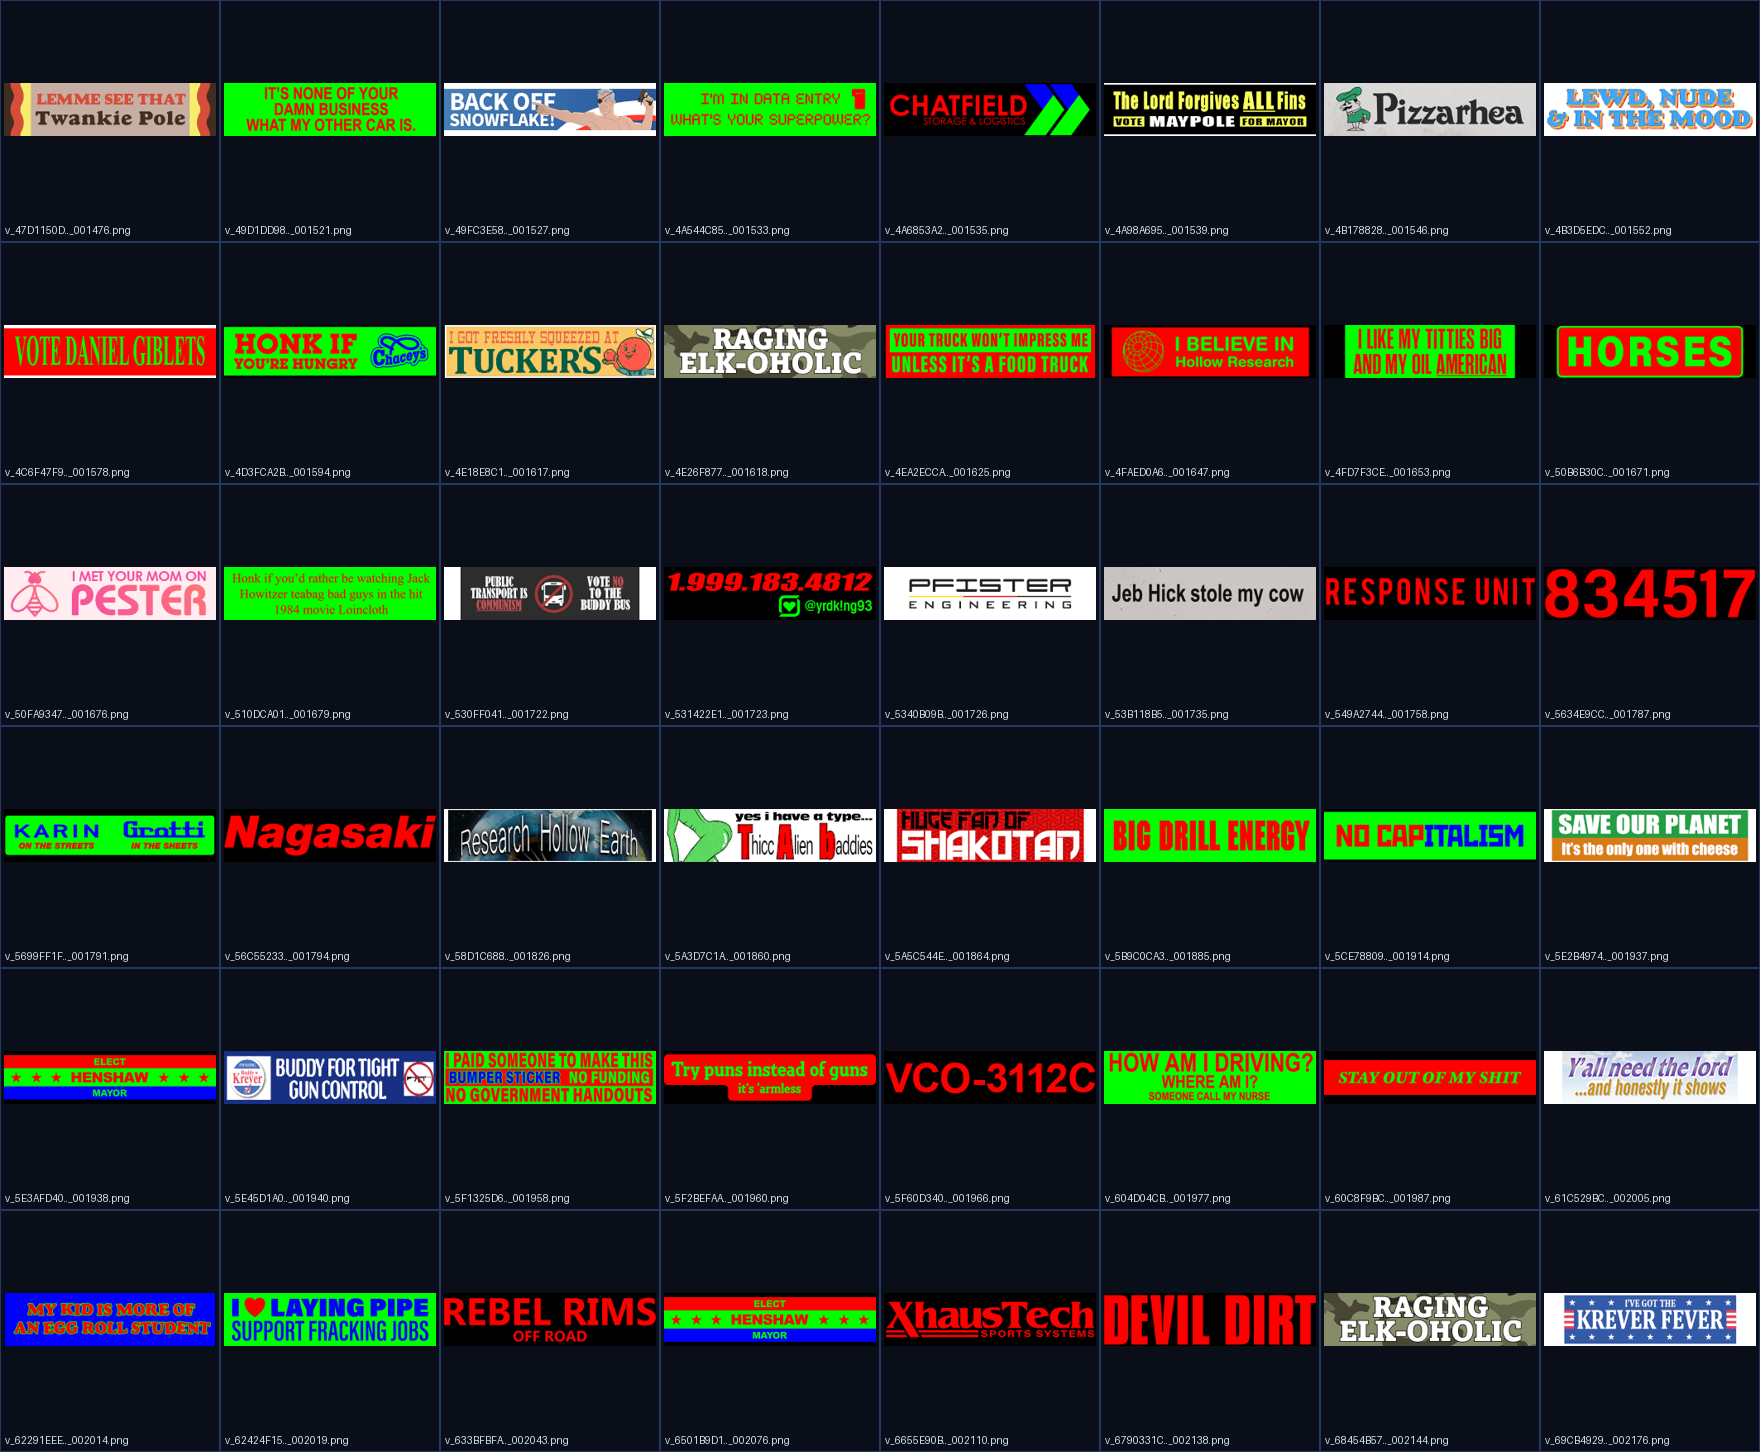 LEMME SEE THAT
Twankie Pole
IT'S NONE OF YOUR
DAMN BUSINESS
WHAT MY OTHER CAR IS.
BACK OFF
SNOWFLAKE!
I'M IN DATA ENTRY 1
WHAT'S YOUR SUPERPOWER?
CHATFIELD
STORAGE & LOGISTICS
The Lord Forgives ALL Fins
VOTE MAYPOLE FOR MAYOR
Pizzarhea
LEWD, NUDE
& IN THE MOOD
v_47D1150D.._001476.png
v_49D1DD98.._001521.png
v_49FC3E58.._001527.png
v_4A544C85.._001533.png
v_4A6853A2.._001535.png
v_4A98A695.._001539.png
v_4B178828.._001546.png
v_4B3D5EDC.._001552.png
VOTE DANIEL GIBLETS
HONK IF
YOU'RE HUNGRY
Chaceys
I GOT FRESHLY SQUEEZED AT
TUCKER'S
RAGING
ELK-OHOLIC
YOUR TRUCK WON'T IMPRESS ME
UNLESS IT'S A FOOD TRUCK
I BELIEVE IN
Hollow Research
I LIKE MY TITTIES BIG
AND MY OIL AMERICAN
HORSES
v_4C6F47F9.._001578.png
v_4D3FCA2B.._001594.png
v_4E18E8C1.._001617.png
v_4E26F877.._001618.png
v_4EA2ECCA.._001625.png
v_4FAED0A6.._001647.png
v_4FD7F3CE.._001653.png
v_50B6B30C.._001671.png
I MET YOUR MOM ON
PESTER
Honk if you'd rather be watching Jack
Howitzer teabag bad guys in the hit
1984 movie Loincloth
PUBLIC
TRANSPORT IS
COMMUNISM
VOTE NO
TO THE
BUDDY BUS
1.999.183.4812
@yrdk!ng93
PFISTER
ENGINEERING
Jeb Hick stole my cow
RESPONSE UNIT
834517
v_50FA9347.._001676.png
v_510DCA01.._001679.png
v_530FF041.._001722.png
v_531422E1.._001723.png
v_5340B09B.._001726.png
v_53B118B5.._001735.png
v_549A2744.._001758.png
v_5634E9CC.._001787.png
KARIN
ON THE STREETS
Grotti
IN THE SHEETS
Nagasaki
Research Hollow Earth
yes i have a type...
Thicc Alien Daddies
HUGE FAN OF
SHAKOTAN
BIG DRILL ENERGY
NO CAPITALISM
SAVE OUR PLANET
It's the only one with cheese
v_5699FF1F.._001791.png
v_56C55233.._001794.png
v_58D1C688.._001826.png
v_5A3D7C1A.._001860.png
v_5A5C544E.._001864.png
v_5B9C0CA3.._001885.png
v_5CE78809.._001914.png
v_5E2B4974.._001937.png
ELECT
HENSHAW
MAYOR
Krever
BUDDY FOR TIGHT
GUN CONTROL
I PAID SOMEONE TO MAKE THIS
BUMPER STICKER NO FUNDING
NO GOVERNMENT HANDOUTS
Try puns instead of guns
it's 'armless
VCO-3112C
HOW AM I DRIVING?
WHERE AM I?
SOMEONE CALL MY NURSE
STAY OUT OF MY SHIT
Y'all need the lord
...and honestly it shows
v_5E3AFD40.._001938.png
v_5E45D1A0.._001940.png
v_5F1325D6.._001958.png
v_5F2BEFAA.._001960.png
v_5F60D340.._001966.png
v_604D04CB.._001977.png
v_60C8F9BC.._001987.png
v_61C529BC.._002005.png
MY KID IS MORE OF
AN EGG ROLL STUDENT
I LAYING PIPE
SUPPORT FRACKING JOBS
REBEL RIMS
OFF ROAD
ELECT
HENSHAW
MAYOR
XhausTech
SPORTS SYSTEMS
DEVIL DIRT
RAGING
ELK-OHOLIC
I'VE GOT THE
KREVER FEVER
v_62291EEE.._002014.png
v_62424F15.._002019.png
v_633BFBFA.._002043.png
v_6501B9D1.._002076.png
v_6655E90B.._002110.png
v_6790331C.._002138.png
v_68454B57.._002144.png
v_69CB4929.._002176.png